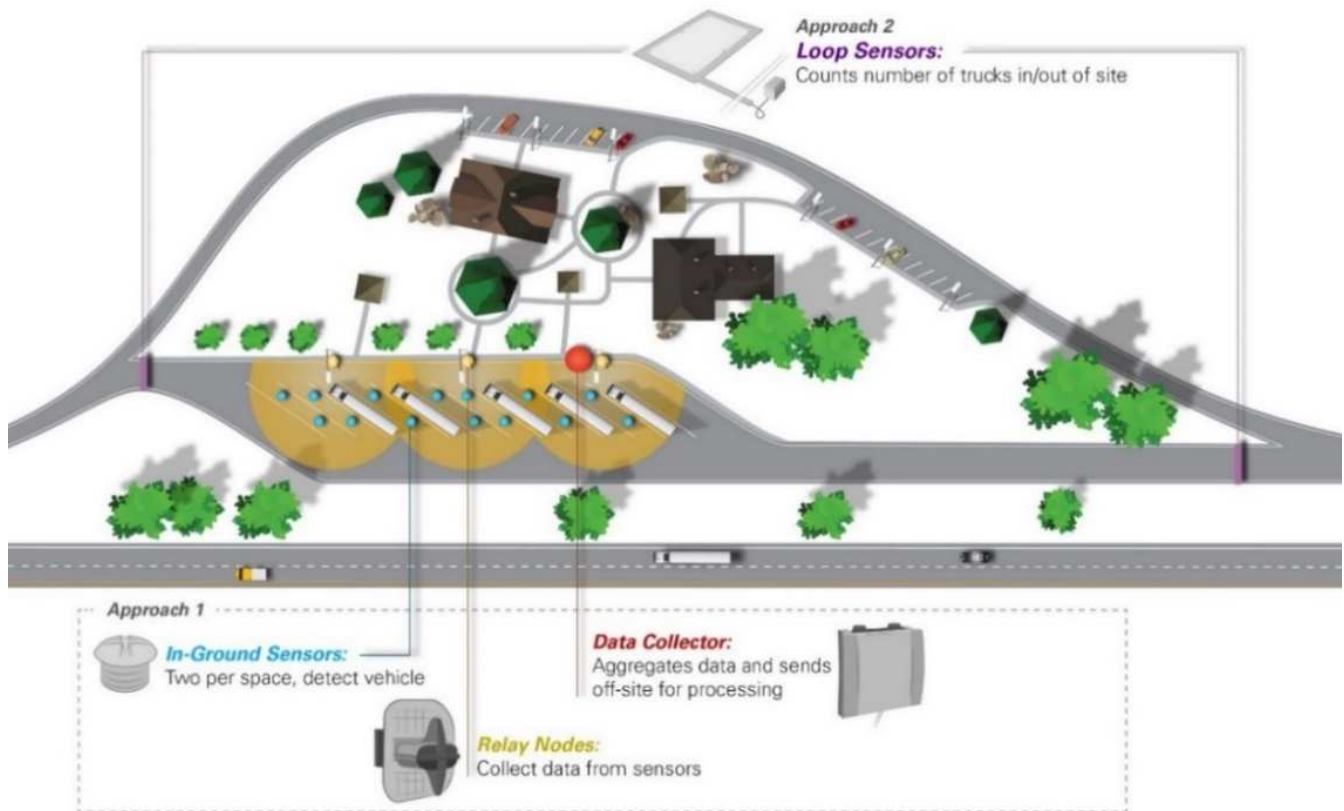 Approach 2
Loop Sensors:
Counts number of trucks in/out of site
Approach 1
In-Ground Sensors:
Two per space, detect vehicle
Data Collector:
Aggregates data and sends
off-site for processing
Relay Nodes:
Collect data from sensors